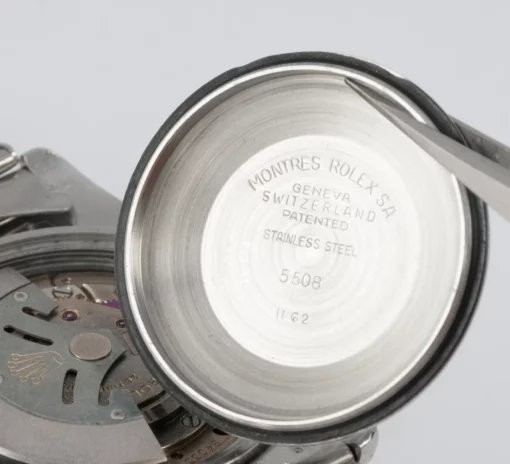 MONTRES ROLEX SA
GENEVA
SWITZERLAND
PATENTED
STAINLESS STEEL
5508
II 62